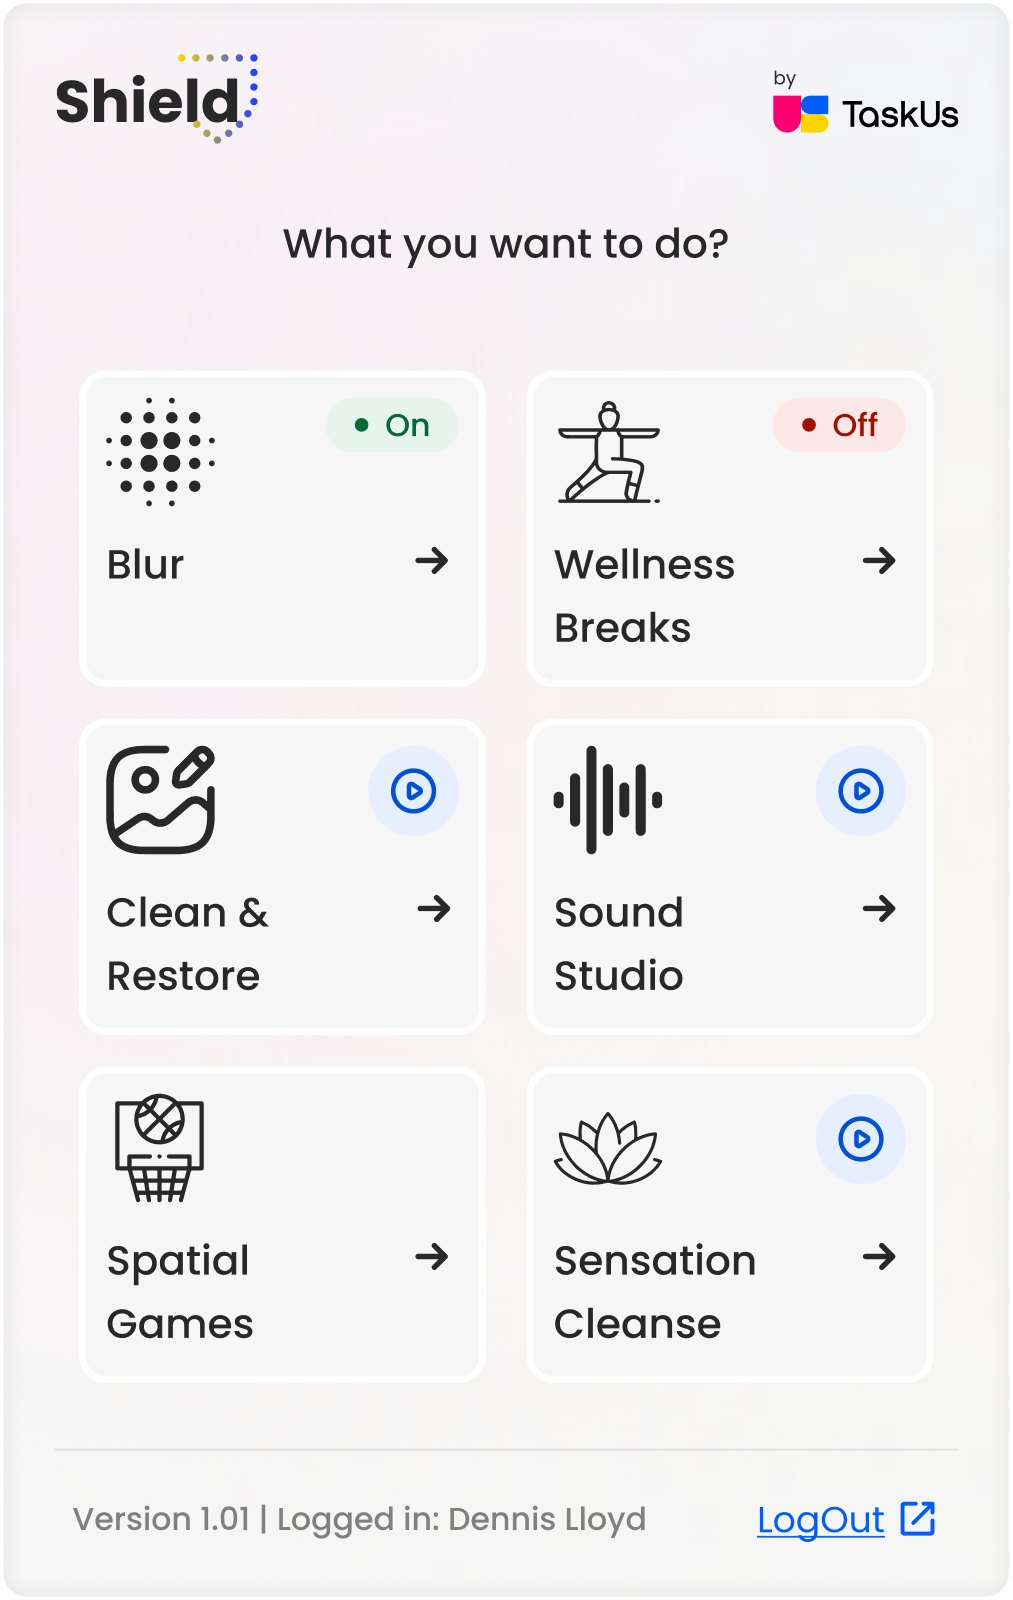 Shield
by
TaskUs
What you want to do?
On
Blur
Off
Wellness
Breaks
Clean &
Restore
Sound
Studio
Spatial
Games
Sensation
Cleanse
Version 1.01 | Logged in: Dennis Lloyd
LogOut